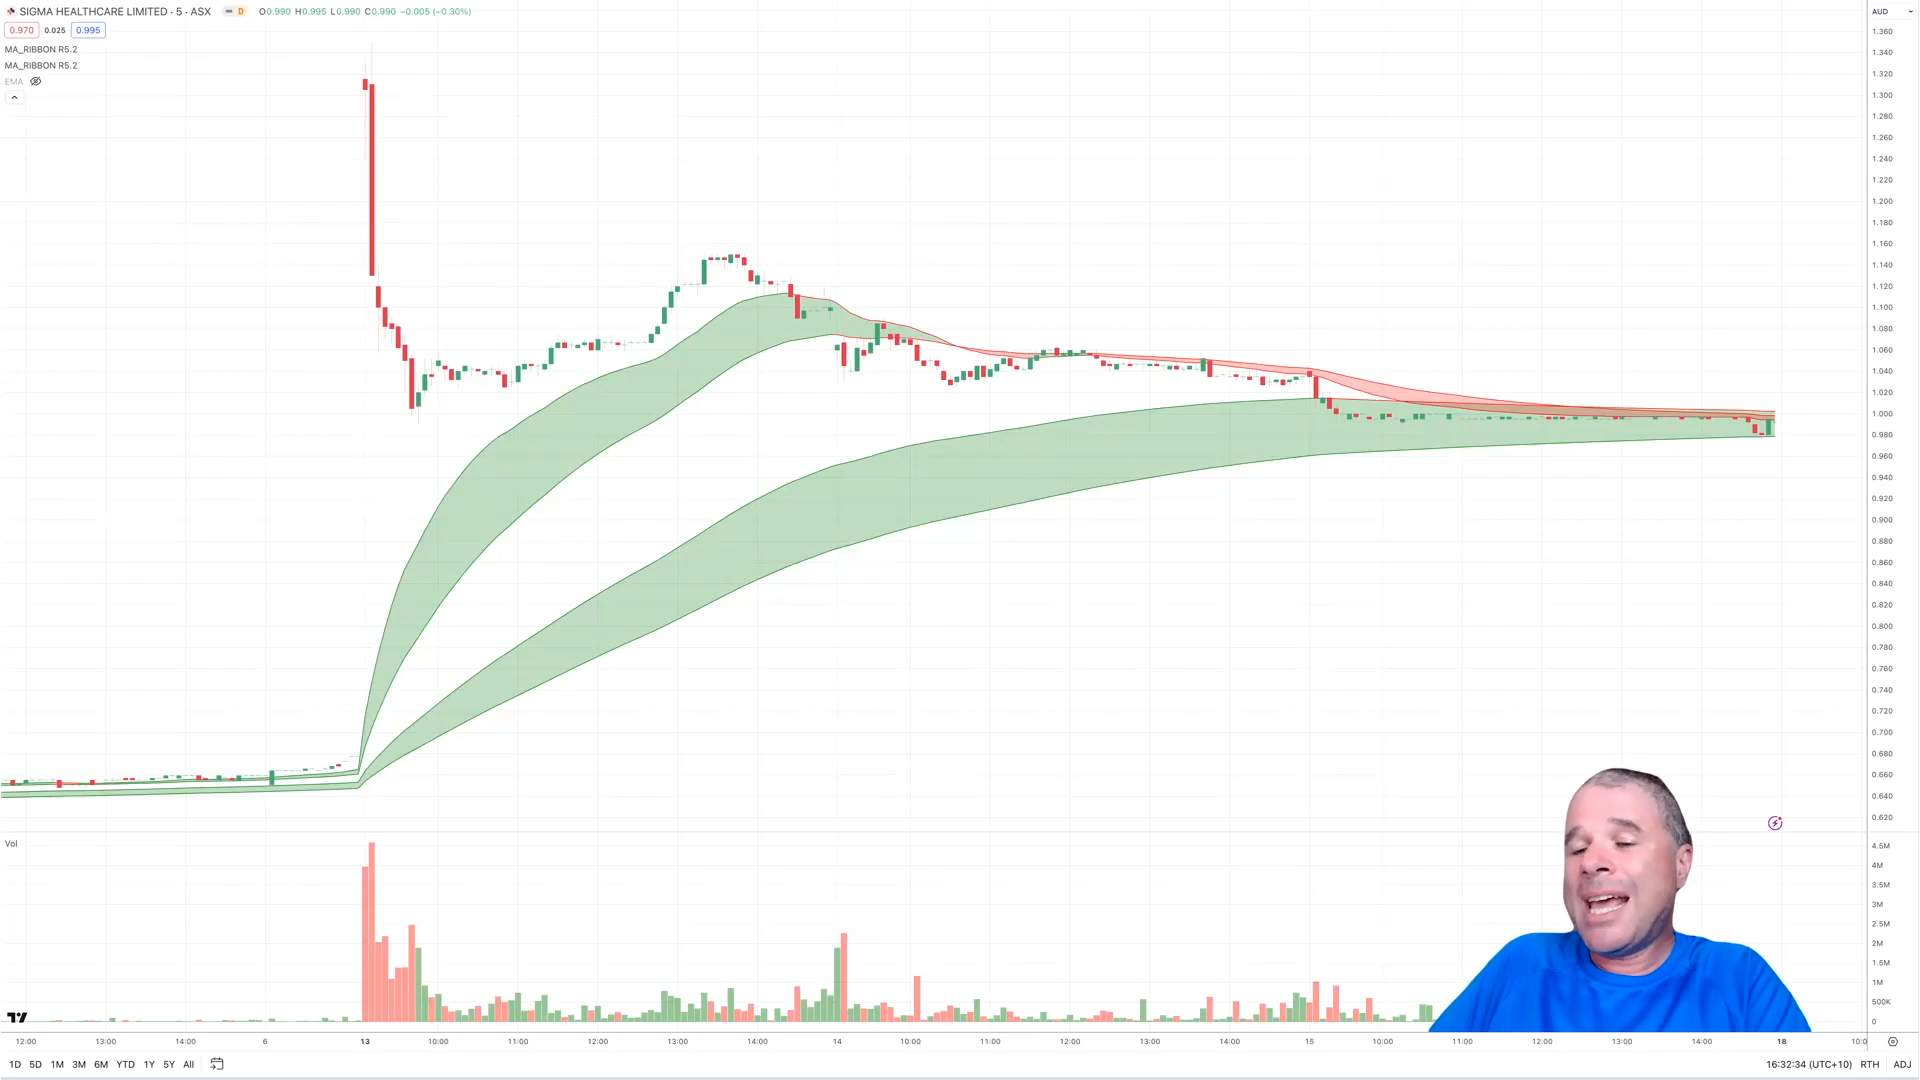 SIGMA HEALTHCARE LIMITED · 5 · ASX D O0.990 H0.995 L0.990 C0.990 −0.005 (−0.30%)
0.970 0.025 0.995
MA_RIBBON R5.2
MA_RIBBON R5.2
EMA
AUD
1.360
1.340
1.320
1.300
1.280
1.260
1.240
1.220
1.200
1.180
1.160
1.140
1.120
1.100
1.080
1.060
1.040
1.020
1.000
0.980
0.960
0.940
0.920
0.900
0.880
0.860
0.840
0.820
0.800
0.780
0.760
0.740
0.720
0.700
0.680
0.660
0.640
0.620
Vol
4.5M
4M
3.5M
3M
2.5M
2M
1.5M
1M
500K
0
12:00 13:00 14:00 6 13 10:00 11:00 12:00 13:00 14:00 14 10:00 11:00 12:00 13:00 14:00 15 10:00 11:00 12:00 13:00 14:00 18 10:0
1D 5D 1M 3M 6M YTD 1Y 5Y All 16:32:34 (UTC+10) RTH ADJ